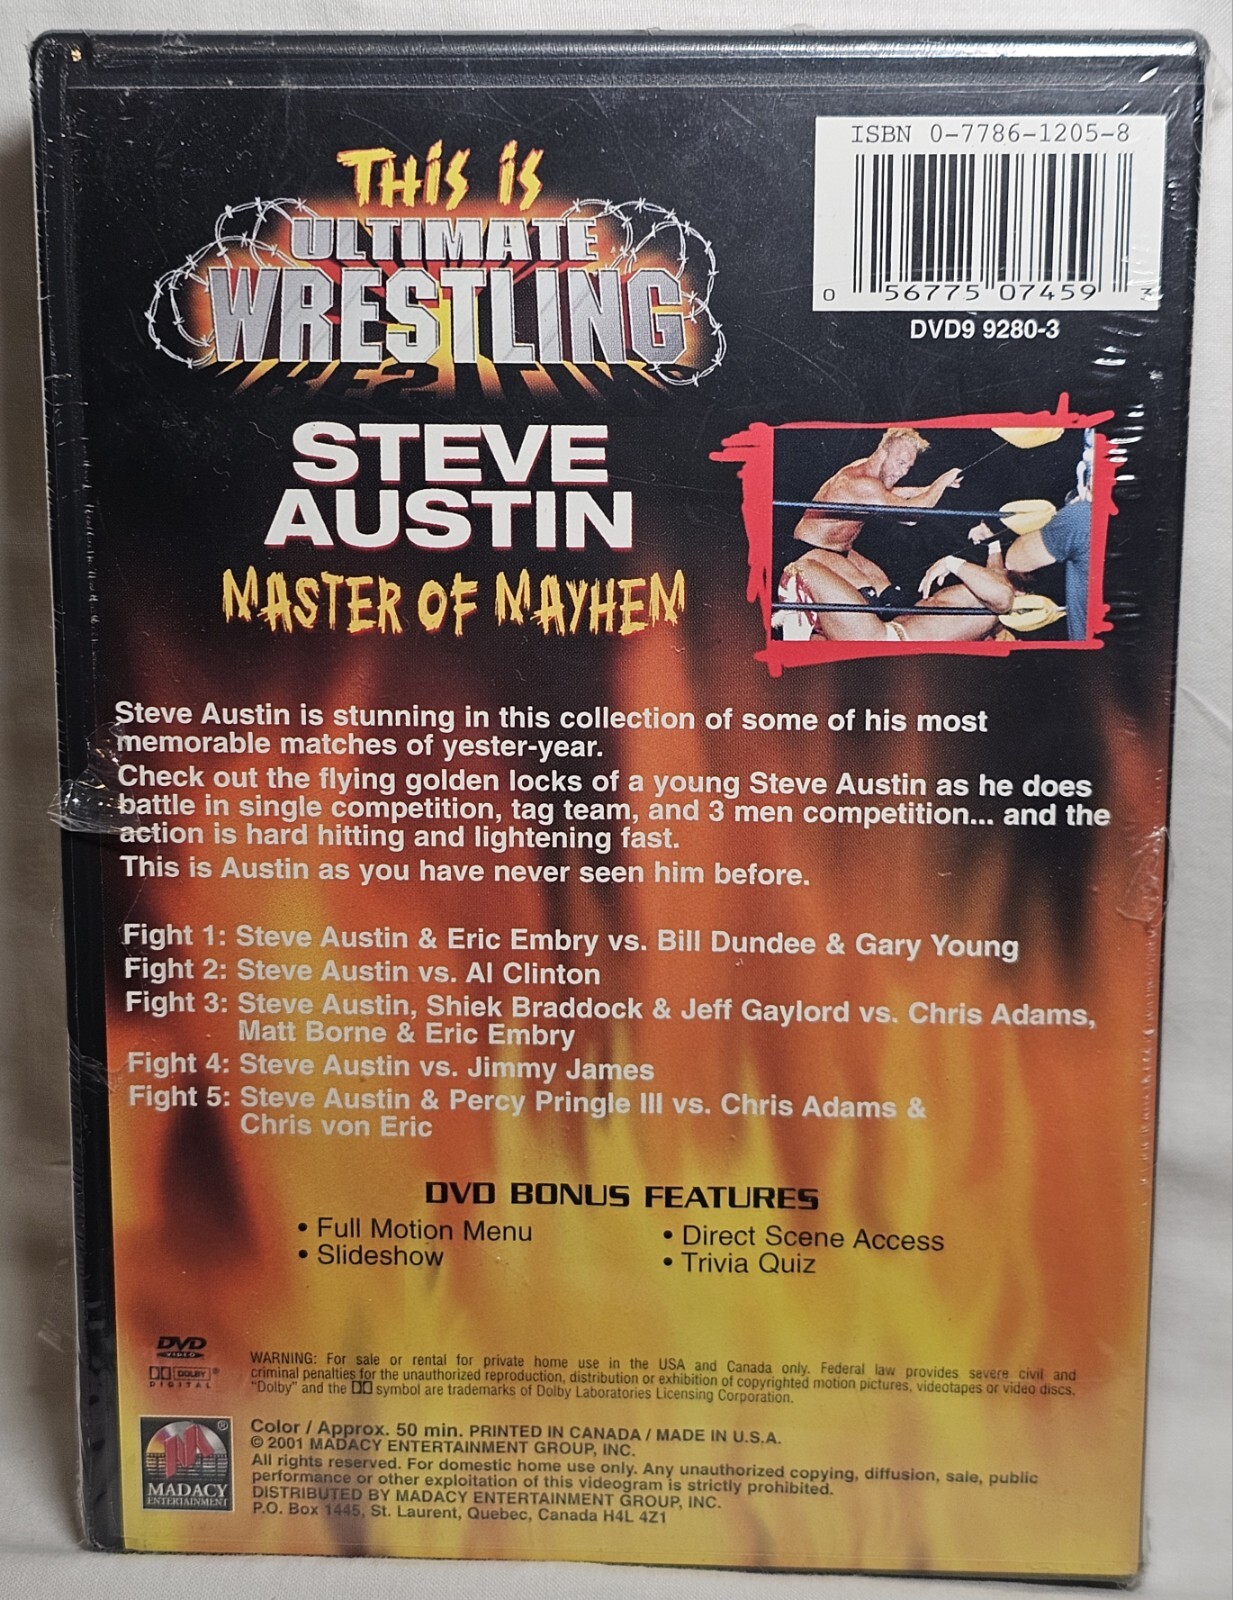 ISBN 0-7786-1205-8
0 56775 07459 3
DVD9 9280-3
THIS IS
ULTIMATE
WRESTLING
STEVE
AUSTIN
MASTER OF MAYHEM
Steve Austin is stunning in this collection of some of his most
memorable matches of yester-year.
Check out the flying golden locks of a young Steve Austin as he does
battle in single competition, tag team, and 3 men competition... and the
action is hard hitting and lightening fast.
This is Austin as you have never seen him before.
Fight 1: Steve Austin & Eric Embry vs. Bill Dundee & Gary Young
Fight 2: Steve Austin vs. Al Clinton
Fight 3: Steve Austin, Shiek Braddock & Jeff Gaylord vs. Chris Adams,
Matt Borne & Eric Embry
Fight 4: Steve Austin vs. Jimmy James
Fight 5: Steve Austin & Percy Pringle III vs. Chris Adams &
Chris von Eric
DVD BONUS FEATURES
• Full Motion Menu
• Slideshow
• Direct Scene Access
• Trivia Quiz
DVD
VIDEO
DOLBY®
DIGITAL
WARNING: For sale or rental for private home use in the USA and Canada only. Federal law provides severe civil and
criminal penalties for the unauthorized reproduction, distribution or exhibition of copyrighted motion pictures, videotapes or video discs.
"Dolby" and the DD symbol are trademarks of Dolby Laboratories Licensing Corporation.
MADACY
ENTERTAINMENT
®
Color / Approx. 50 min. PRINTED IN CANADA / MADE IN U.S.A.
© 2001 MADACY ENTERTAINMENT GROUP, INC.
All rights reserved. For domestic home use only. Any unauthorized copying, diffusion, sale, public
performance or other exploitation of this videogram is strictly prohibited.
DISTRIBUTED BY MADACY ENTERTAINMENT GROUP, INC.
P.O. Box 1445, St. Laurent, Quebec, Canada H4L 4Z1